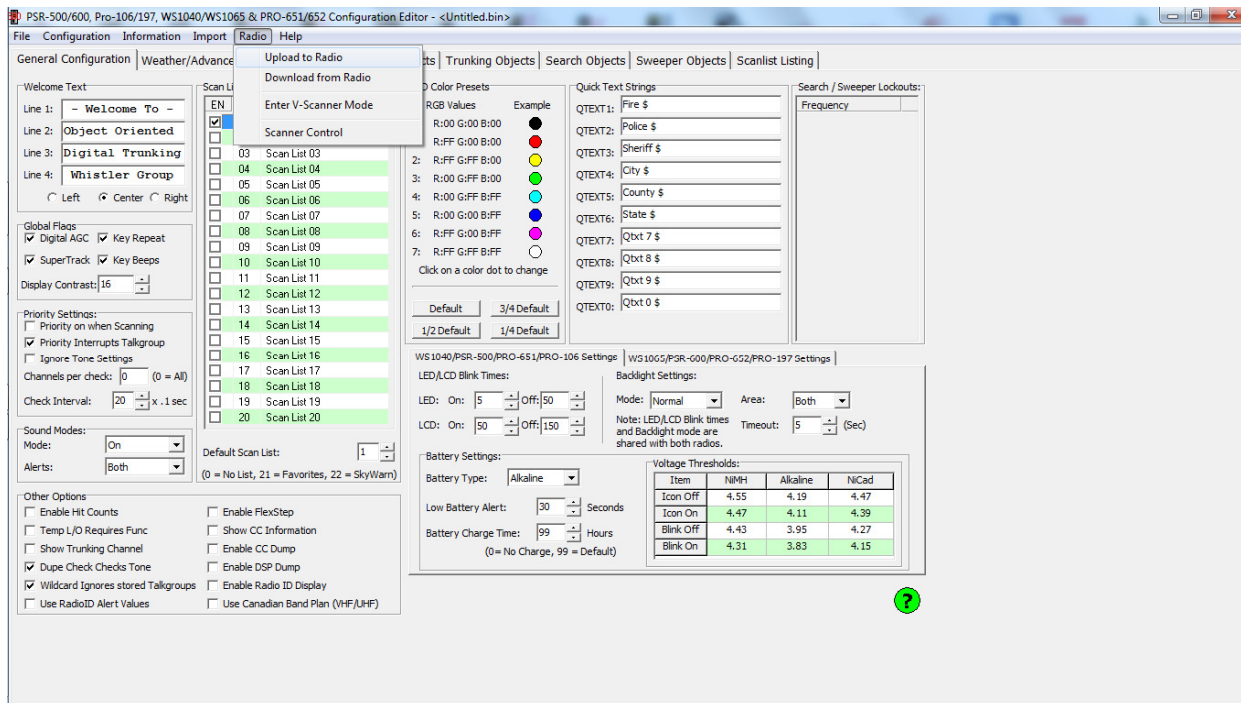 PSR-500/600, Pro-106/197, WS1040/WS1065 & PRO-651/652 Configuration Editor - <Untitled.bin>
File Configuration Information Import Radio Help
Upload to Radio
Download from Radio
Enter V-Scanner Mode
Scanner Control
General Configuration Weather/Advance cts Trunking Objects Search Objects Sweeper Objects Scanlist Listing
Welcome Text
Line 1: - Welcome To -
Line 2: Object Oriented
Line 3: Digital Trunking
Line 4: Whistler Group
Left Center Right
Global Flags
Digital AGC Key Repeat
SuperTrack Key Beeps
Display Contrast: 16
Priority Settings:
Priority on when Scanning
Priority Interrupts Talkgroup
Ignore Tone Settings
Channels per check: 0 (0 = All)
Check Interval: 20 x .1 sec
Sound Modes:
Mode: On
Alerts: Both
Scan Li
EN
03 Scan List 03
04 Scan List 04
05 Scan List 05
06 Scan List 06
07 Scan List 07
08 Scan List 08
09 Scan List 09
10 Scan List 10
11 Scan List 11
12 Scan List 12
13 Scan List 13
14 Scan List 14
15 Scan List 15
16 Scan List 16
17 Scan List 17
18 Scan List 18
19 Scan List 19
20 Scan List 20
Default Scan List: 1
(0 = No List, 21 = Favorites, 22 = SkyWarn)
Other Options
Enable Hit Counts Enable FlexStep
Temp L/O Requires Func Show CC Information
Show Trunking Channel Enable CC Dump
Dupe Check Checks Tone Enable DSP Dump
Wildcard Ignores stored Talkgroups Enable Radio ID Display
Use RadioID Alert Values Use Canadian Band Plan (VHF/UHF)
D Color Presets
RGB Values Example
R:00 G:00 B:00
R:FF G:00 B:00
2: R:FF G:FF B:00
3: R:00 G:FF B:00
4: R:00 G:FF B:FF
5: R:00 G:00 B:FF
6: R:FF G:00 B:FF
7: R:FF G:FF B:FF
Click on a color dot to change
Default 3/4 Default
1/2 Default 1/4 Default
Quick Text Strings
QTEXT1: Fire $
QTEXT2: Police $
QTEXT3: Sheriff $
QTEXT4: City $
QTEXT5: County $
QTEXT6: State $
QTEXT7: Qtxt 7 $
QTEXT8: Qtxt 8 $
QTEXT9: Qtxt 9 $
QTEXT0: Qtxt 0 $
Search / Sweeper Lockouts:
Frequency
WS1040/PSR-500/PRO-651/PRO-106 Settings WS1065/PSR-600/PRO-652/PRO-197 Settings
LED/LCD Blink Times:
LED: On: 5 Off: 50
LCD: On: 50 Off: 150
Backlight Settings:
Mode: Normal Area: Both
Note: LED/LCD Blink times
and Backlight mode are
shared with both radios.
Timeout: 5 (Sec)
Battery Settings:
Battery Type: Alkaline
Low Battery Alert: 30 Seconds
Battery Charge Time: 99 Hours
(0= No Charge, 99 = Default)
Voltage Thresholds:
Item NiMH Alkaline NiCad
Icon Off 4.55 4.19 4.47
Icon On 4.47 4.11 4.39
Blink Off 4.43 3.95 4.27
Blink On 4.31 3.83 4.15
?